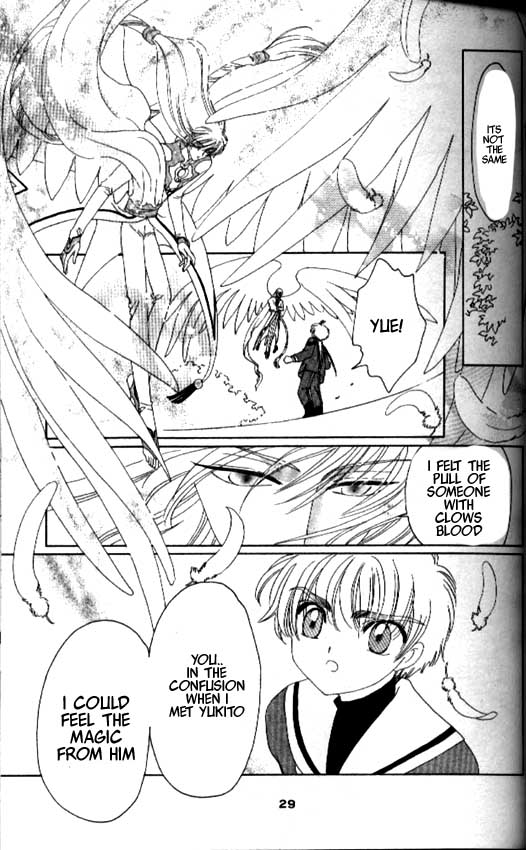 ITS
NOT
THE
SAME
YUE!
I FELT THE
PULL OF
SOMEONE
WITH
CLOWS
BLOOD
YOU..
IN THE
CONFUSION
WHEN I
MET YUKITO
I COULD
FEEL THE
MAGIC
FROM HIM
29